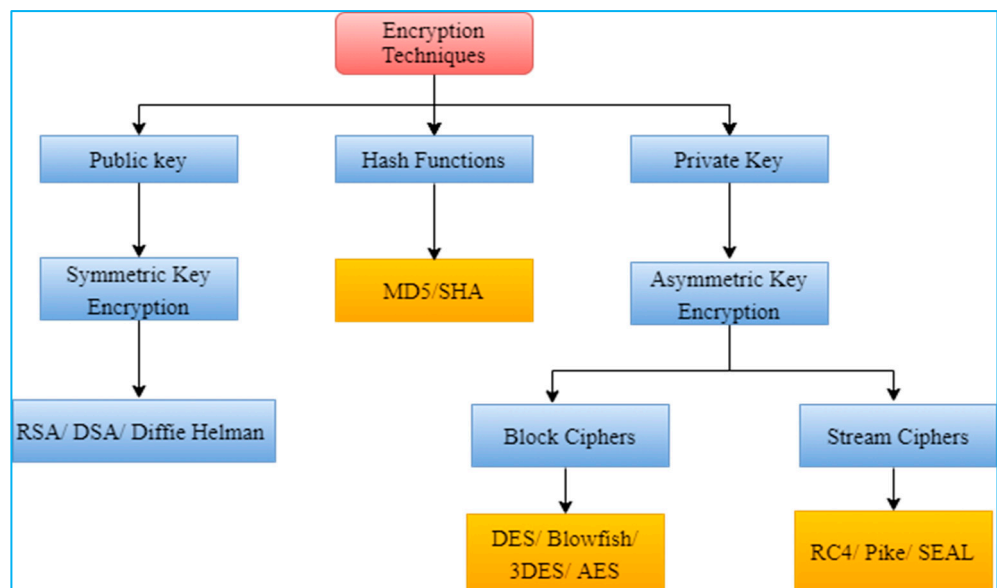 Encryption
Techniques
Public key
Hash Functions
Private Key
Symmetric Key
Encryption
MD5/SHA
Asymmetric Key
Encryption
RSA/ DSA/ Diffie Helman
Block Ciphers
Stream Ciphers
DES/ Blowfish/
3DES/ AES
RC4/ Pike/ SEAL